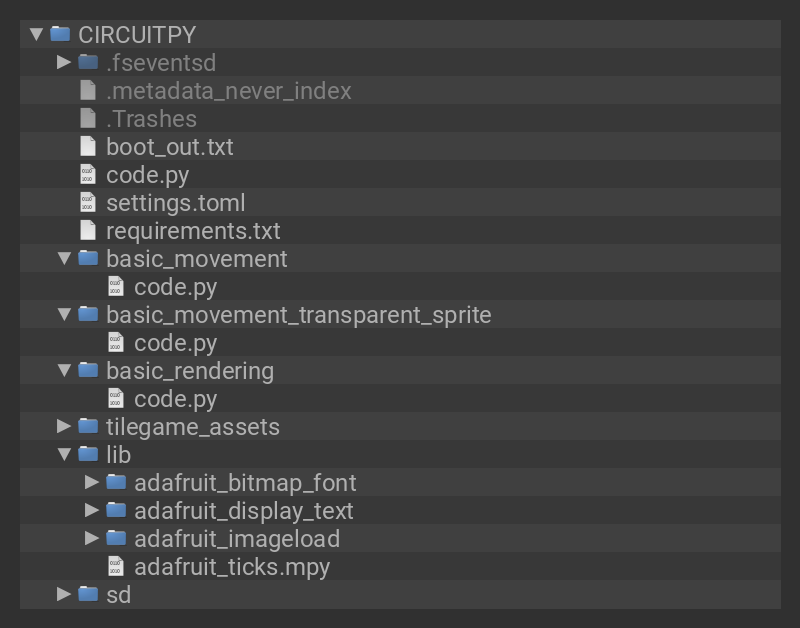 CIRCUITPY
.fseventsd
.metadata_never_index
.Trashes
boot_out.txt
code.py
settings.toml
requirements.txt
basic_movement
code.py
basic_movement_transparent_sprite
code.py
basic_rendering
code.py
tilegame_assets
lib
adafruit_bitmap_font
adafruit_display_text
adafruit_imageload
adafruit_ticks.mpy
sd